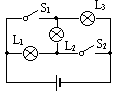 S₁ L₃
L₁ L₂ S₂